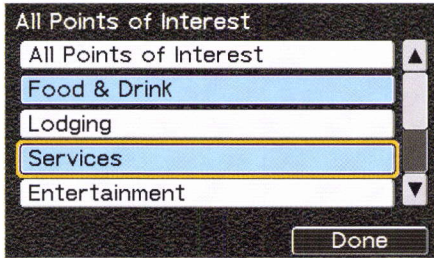 All Points of Interest
All Points of Interest
Food & Drink
Lodging
Services
Entertainment
Done